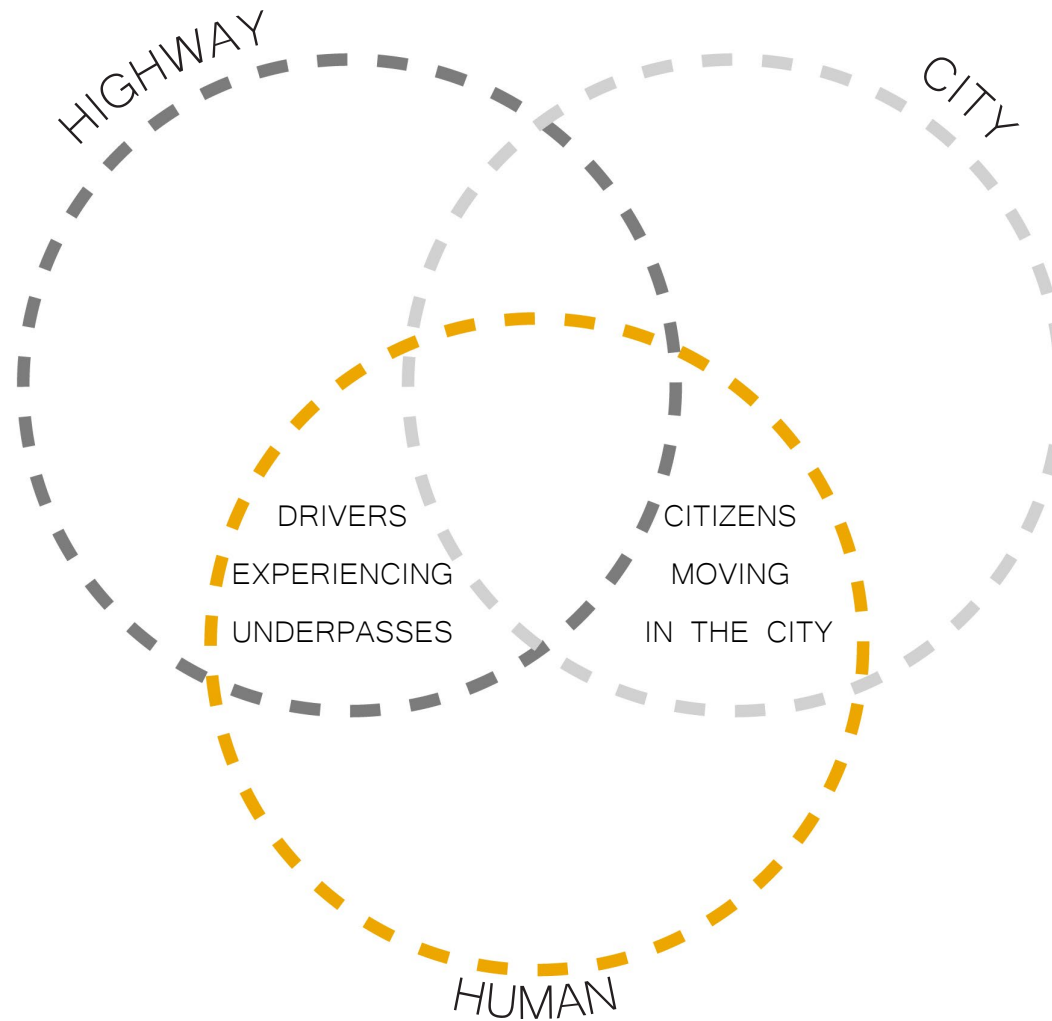 HIGHWAY
CITY
DRIVERS
EXPERIENCING
UNDERPASSES
CITIZENS
MOVING
IN THE CITY
HUMAN